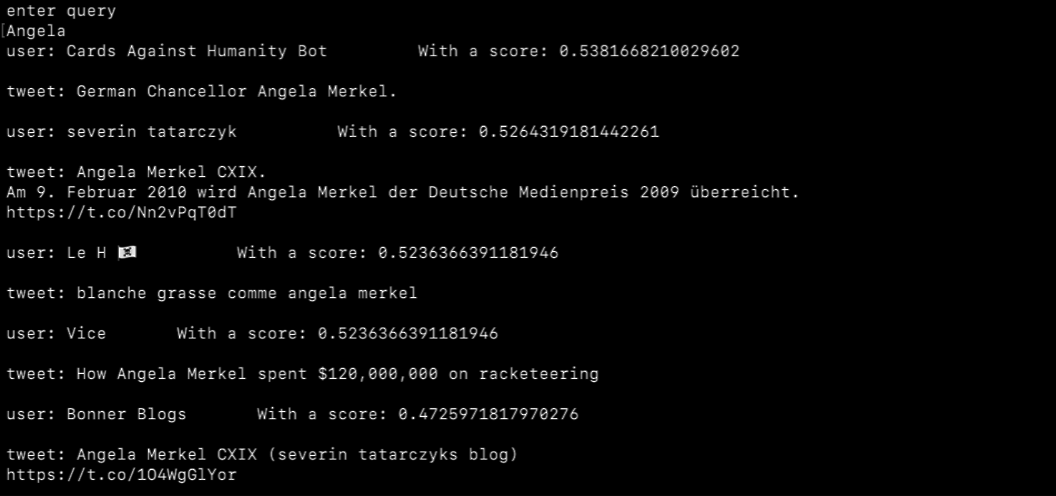 enter query
[Angela
user: Cards Against Humanity Bot With a score: 0.5381668210029602
tweet: German Chancellor Angela Merkel.
user: severin tatarczyk With a score: 0.5264319181442261
tweet: Angela Merkel CXIX.
Am 9. Februar 2010 wird Angela Merkel der Deutsche Medienpreis 2009 überreicht.
https://t.co/Nn2vPqT0dT
user: Le H 🏴‍☠️ With a score: 0.5236366391181946
tweet: blanche grasse comme angela merkel
user: Vice With a score: 0.5236366391181946
tweet: How Angela Merkel spent $120,000,000 on racketeering
user: Bonner Blogs With a score: 0.4725971817970276
tweet: Angela Merkel CXIX (severin tatarczyks blog)
https://t.co/1O4WgGlYor